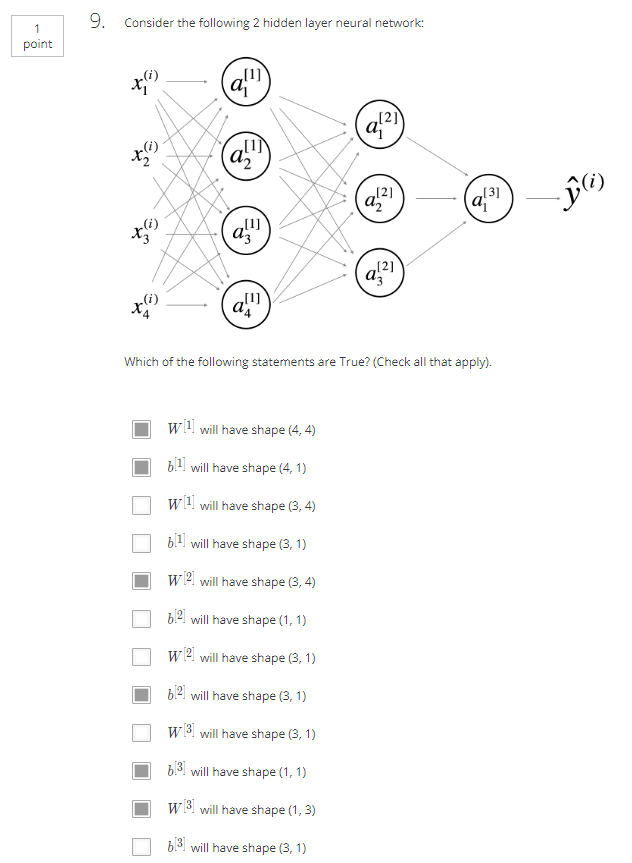 1
point
9. Consider the following 2 hidden layer neural network:
x₁⁽ⁱ⁾ a₁^[1]
a₁^[2]
x₂⁽ⁱ⁾ a₂^[1]
a₂^[2] a₁^[3] ŷ⁽ⁱ⁾
x₃⁽ⁱ⁾ a₃^[1]
a₃^[2]
x₄⁽ⁱ⁾ a₄^[1]
Which of the following statements are True? (Check all that apply).
W^[1] will have shape (4, 4)
b^[1] will have shape (4, 1)
W^[1] will have shape (3, 4)
b^[1] will have shape (3, 1)
W^[2] will have shape (3, 4)
b^[2] will have shape (1, 1)
W^[2] will have shape (3, 1)
b^[2] will have shape (3, 1)
W^[3] will have shape (3, 1)
b^[3] will have shape (1, 1)
W^[3] will have shape (1, 3)
b^[3] will have shape (3, 1)